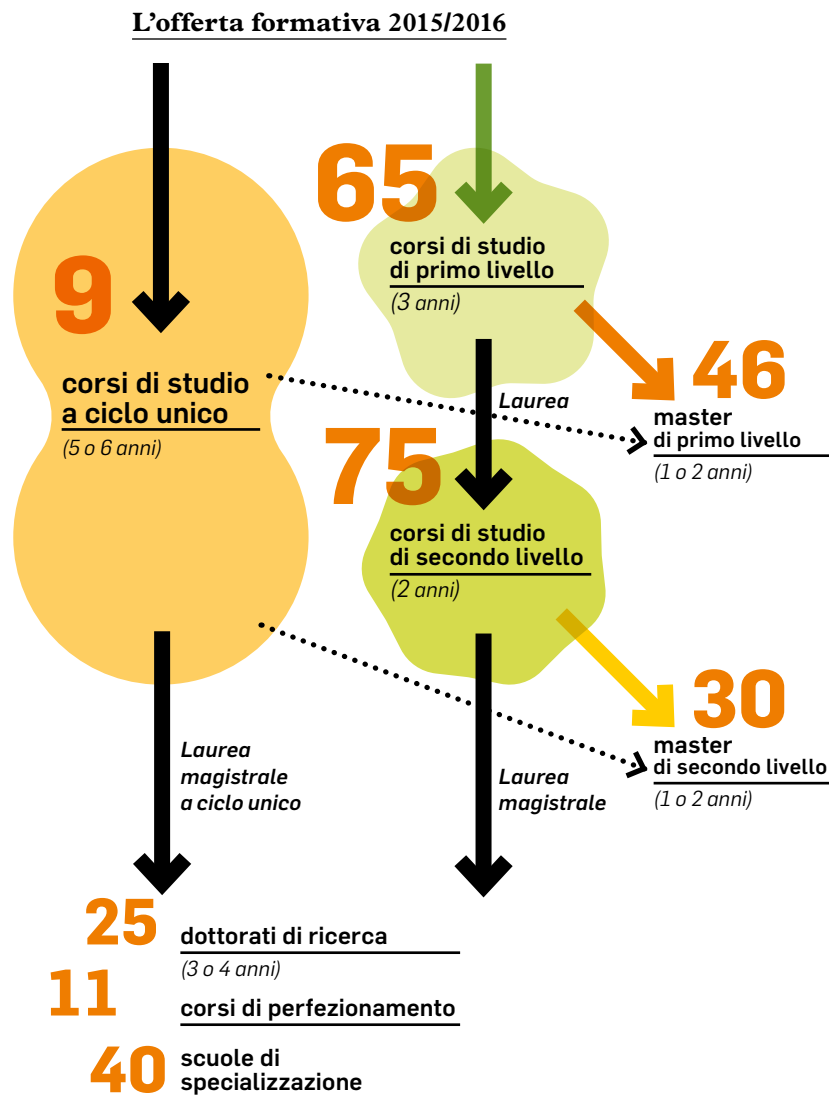 L’offerta formativa 2015/2016
9
corsi di studio
a ciclo unico
(5 o 6 anni)
65
corsi di studio
di primo livello
(3 anni)
Laurea
46
master
di primo livello
(1 o 2 anni)
75
corsi di studio
di secondo livello
(2 anni)
30
master
di secondo livello
(1 o 2 anni)
Laurea
magistrale
a ciclo unico
Laurea
magistrale
25
dottorati di ricerca
(3 o 4 anni)
11
corsi di perfezionamento
40
scuole di
specializzazione